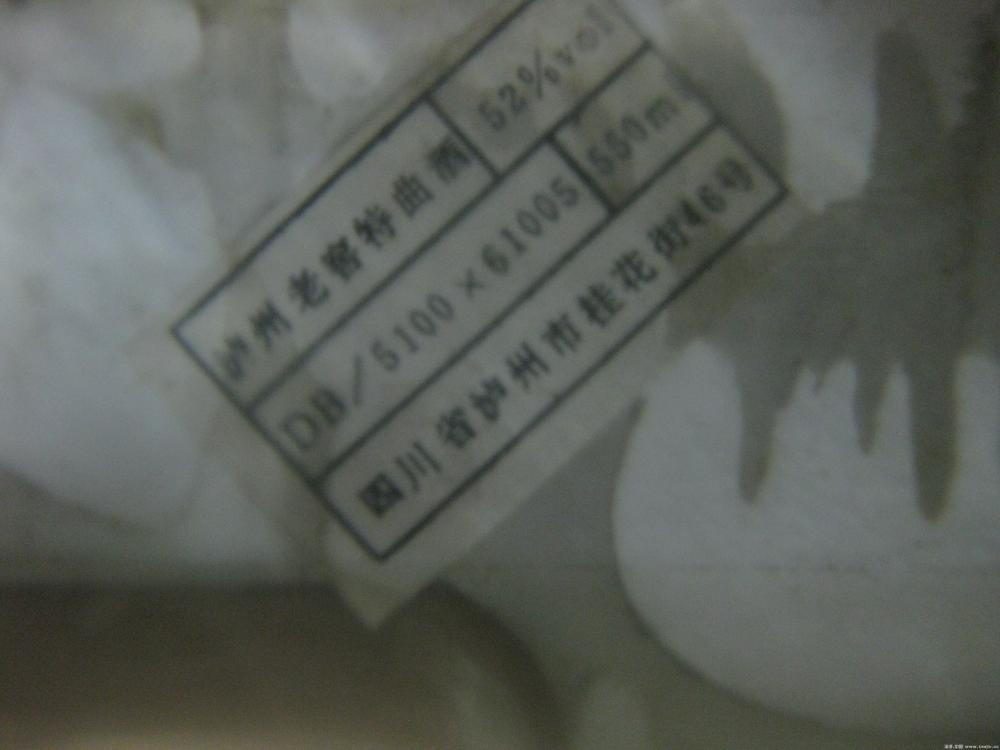 泸州老窖特曲酒 52%vol
DB/5100×61005 550m
四川省泸州市桂花街46号